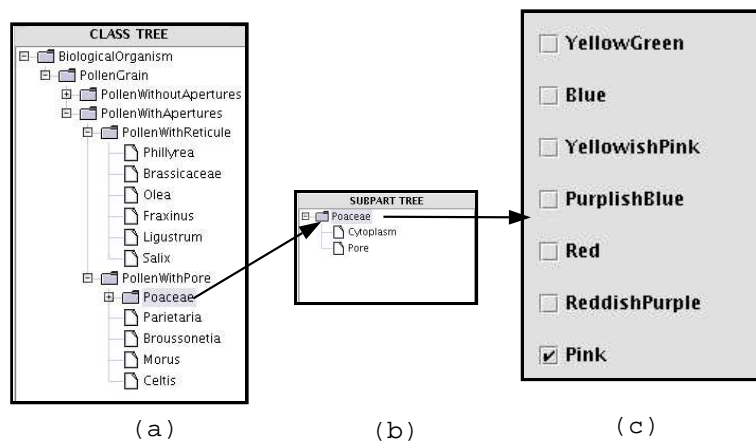 CLASS TREE
BiologicalOrganism
PollenGrain
PollenWithoutApertures
PollenWithApertures
PollenWithReticule
Phillyrea
Brassicaceae
Olea
Fraxinus
Ligustrum
Salix
PollenWithPore
Poaceae
Parietaria
Broussonetia
Morus
Celtis
(a)
SUBPART TREE
Poaceae
Cytoplasm
Pore
(b)
YellowGreen
Blue
YellowishPink
PurplishBlue
Red
ReddishPurple
Pink
(c)